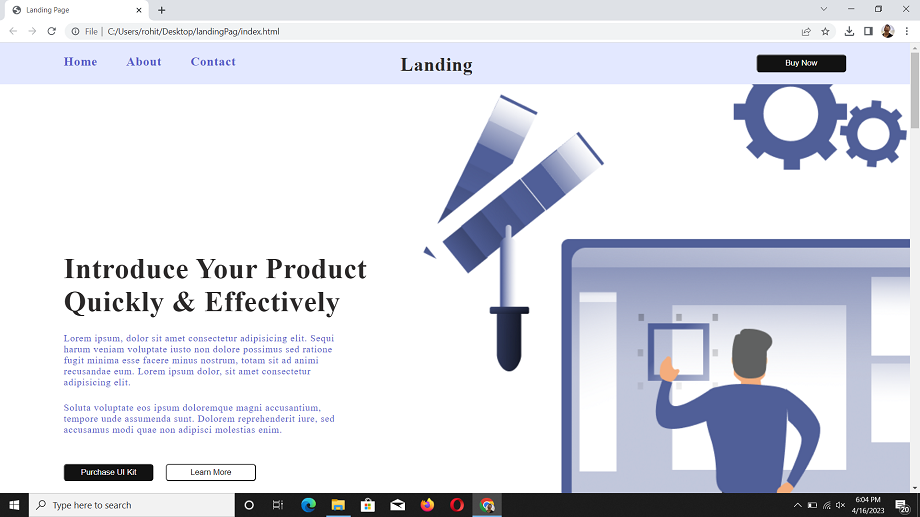 Landing Page
File | C:/Users/rohit/Desktop/landingPag/index.html
Home About Contact
Landing
Buy Now
Introduce Your Product
Quickly & Effectively
Lorem ipsum, dolor sit amet consectetur adipisicing elit. Sequi
harum veniam voluptate iusto non dolore possimus sed ratione
fugit minima esse facere minus nostrum, totam sit ad animi
recusandae eum. Lorem ipsum dolor, sit amet consectetur
adipisicing elit.
Soluta voluptate eos ipsum doloremque magni accusantium,
tempore unde assumenda sunt. Dolorem reprehenderit iure, sed
accusamus modi quae non adipisci molestias enim.
Purchase UI Kit
Learn More
Type here to search
6:04 PM
4/16/2023
20